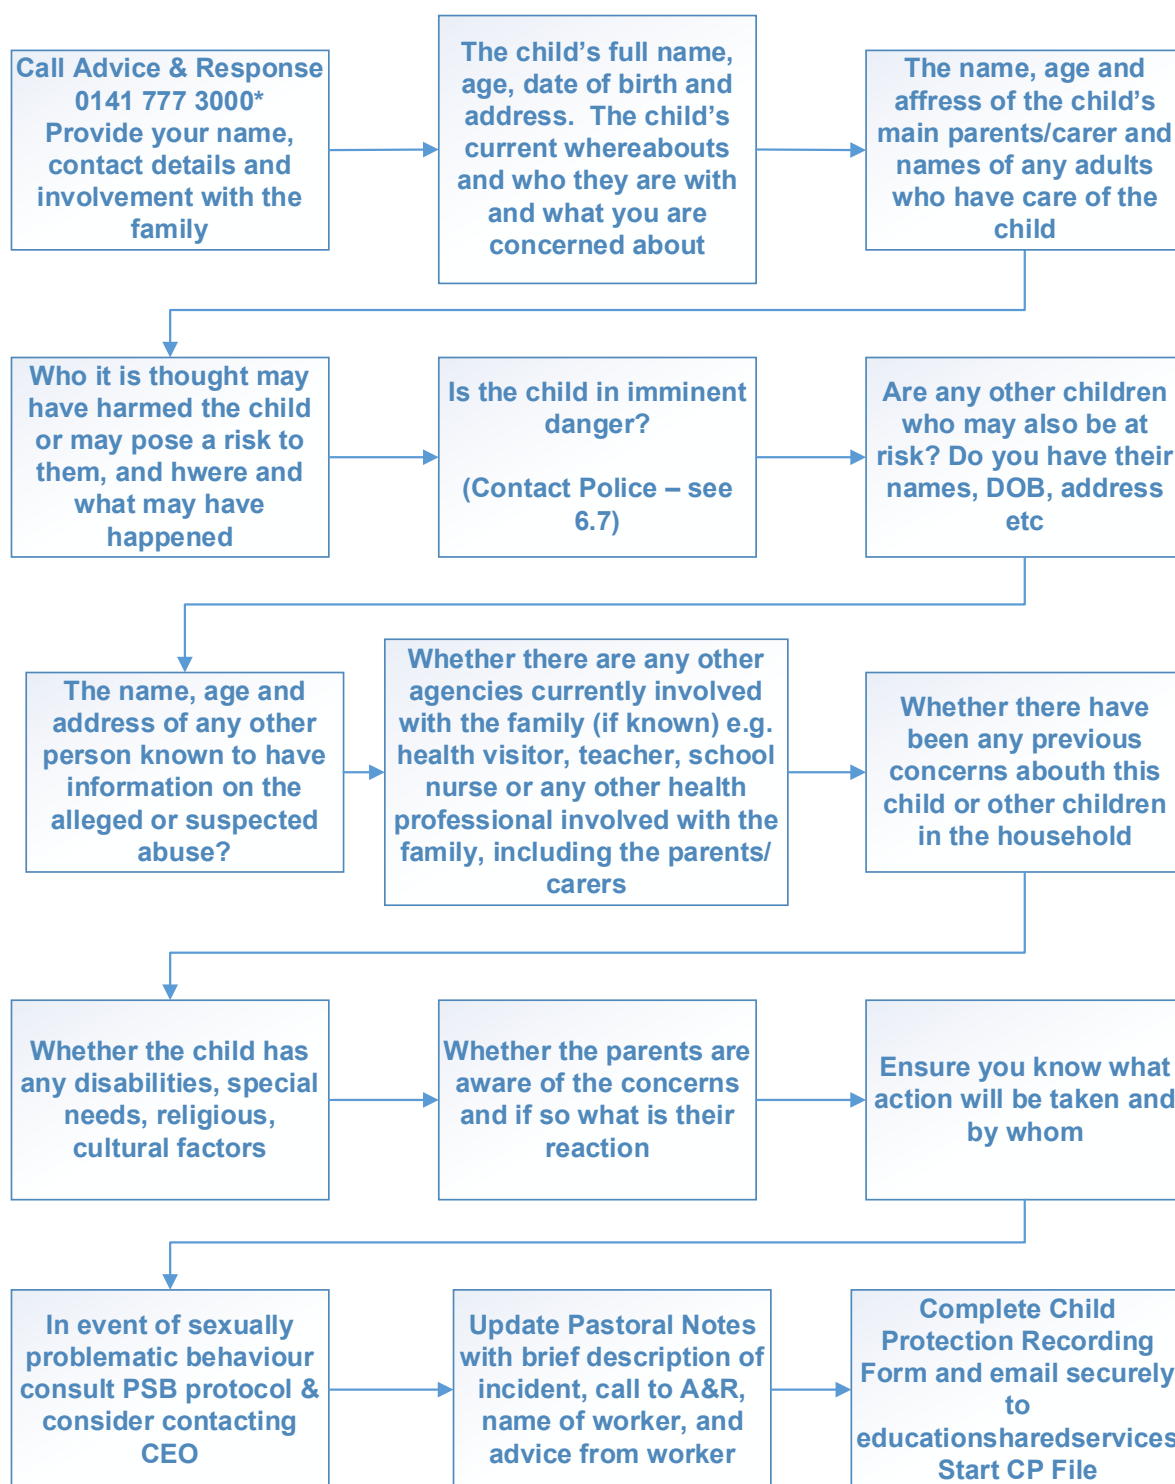 Call Advice & Response
0141 777 3000*
Provide your name,
contact details and
involvement with the
family
The child's full name,
age, date of birth and
address. The child's
current whereabouts
and who they are with
and what you are
concerned about
The name, age and
affress of the child's
main parents/carer and
names of any adults
who have care of the
child
Who it is thought may
have harmed the child
or may pose a risk to
them, and hwere and
what may have
happened
Is the child in imminent
danger?
(Contact Police – see
6.7)
Are any other children
who may also be at
risk? Do you have their
names, DOB, address
etc
The name, age and
address of any other
person known to have
information on the
alleged or suspected
abuse?
Whether there are any other
agencies currently involved
with the family (if known) e.g.
health visitor, teacher, school
nurse or any other health
professional involved with the
family, including the parents/
carers
Whether there have
been any previous
concerns abouth this
child or other children
in the household
Whether the child has
any disabilities, special
needs, religious,
cultural factors
Whether the parents are
aware of the concerns
and if so what is their
reaction
Ensure you know what
action will be taken and
by whom
In event of sexually
problematic behaviour
consult PSB protocol &
consider contacting
CEO
Update Pastoral Notes
with brief description of
incident, call to A&R,
name of worker, and
advice from worker
Complete Child
Protection Recording
Form and email securely
to
educationsharedservices
Start CP File